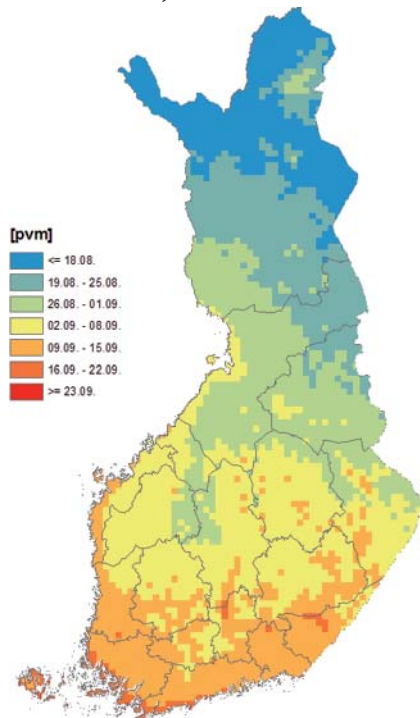 [pvm]
<= 18.08.
19.08. - 25.08.
26.08. - 01.09.
02.09. - 08.09.
09.09. - 15.09.
16.09. - 22.09.
>= 23.09.